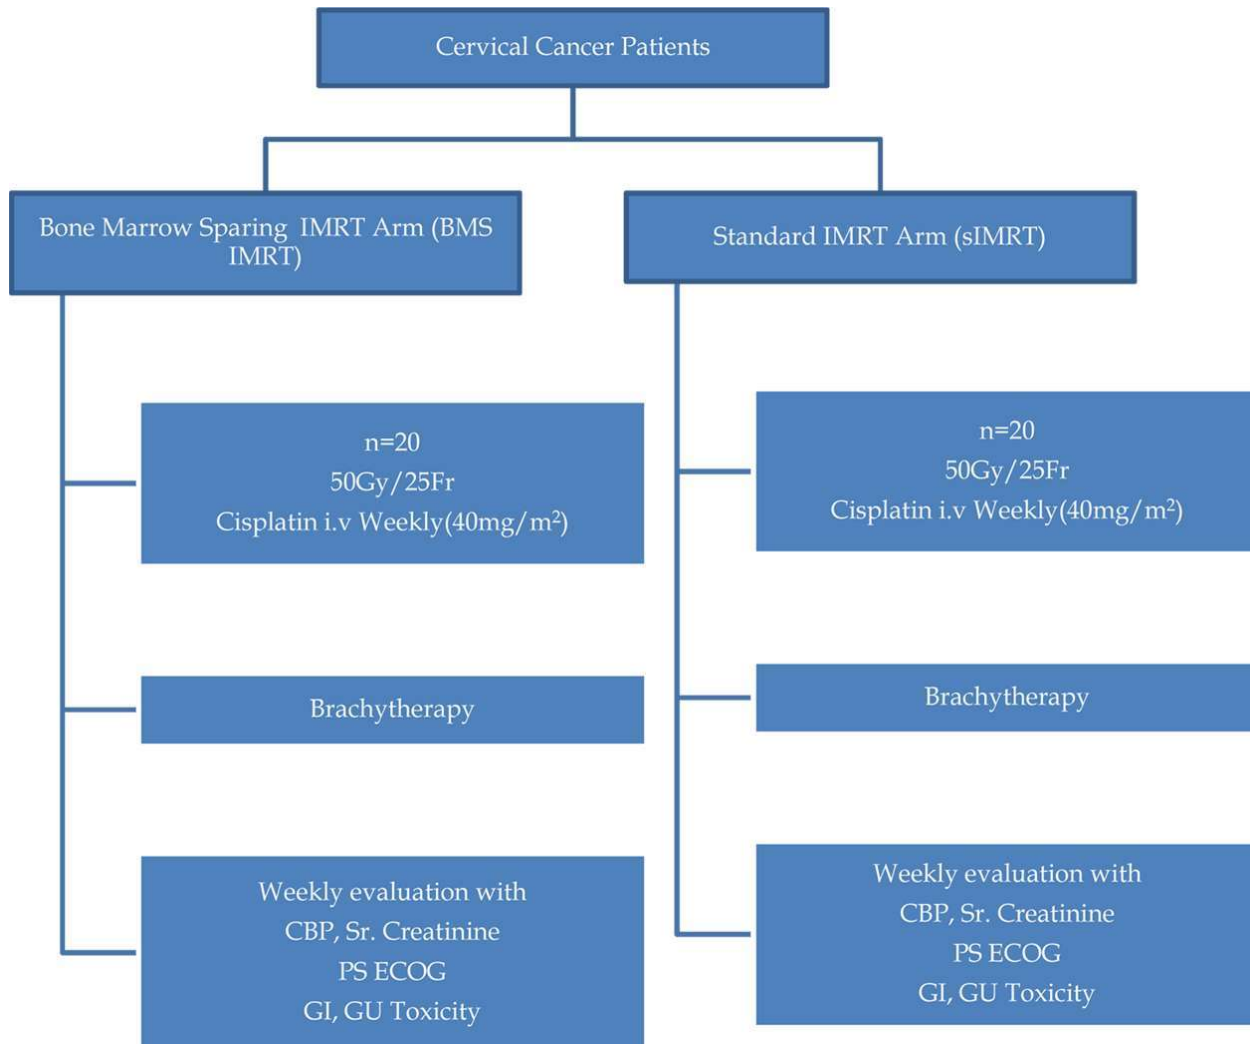 Cervical Cancer Patients
Bone Marrow Sparing IMRT Arm (BMS
IMRT)
n=20
50Gy/25Fr
Cisplatin i.v Weekly(40mg/m²)
Brachytherapy
Weekly evaluation with
CBP, Sr. Creatinine
PS ECOG
GI, GU Toxicity
Standard IMRT Arm (sIMRT)
n=20
50Gy/25Fr
Cisplatin i.v Weekly(40mg/m²)
Brachytherapy
Weekly evaluation with
CBP, Sr. Creatinine
PS ECOG
GI, GU Toxicity